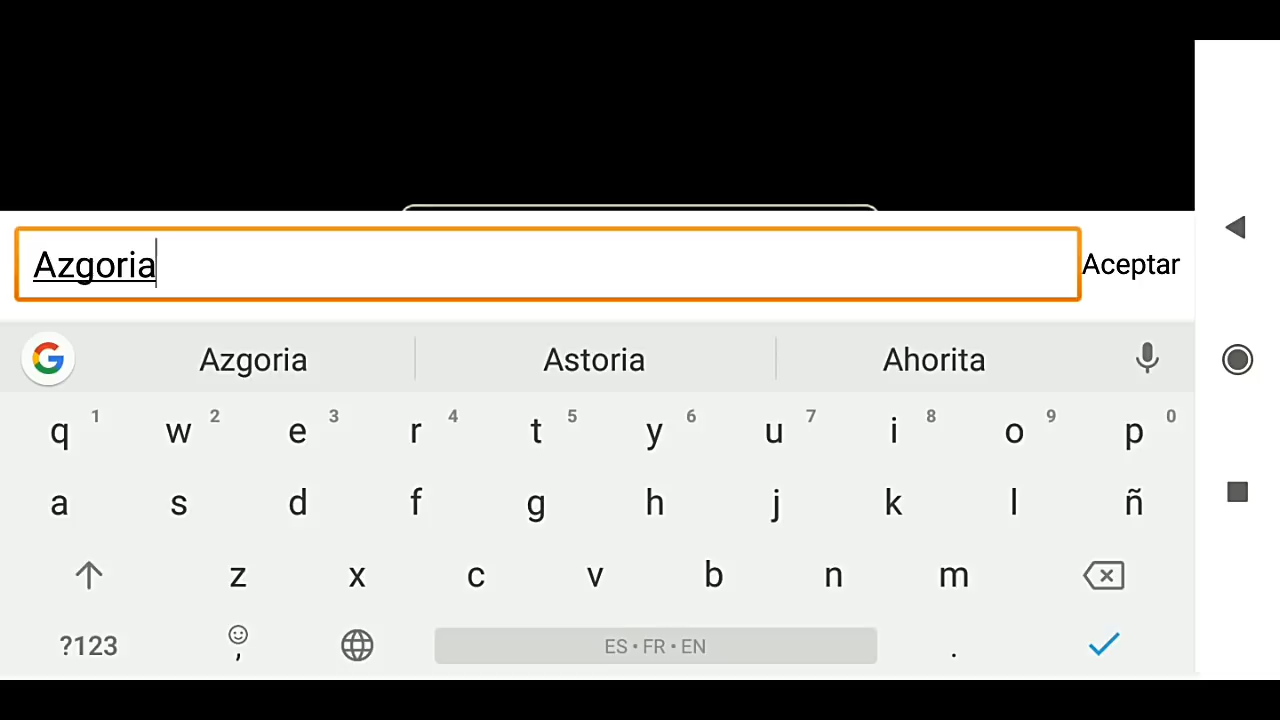 Azgoria
Aceptar
Azgoria Astoria Ahorita
q 1 w 2 e 3 r 4 t 5 y 6 u 7 i 8 o 9 p 0
a s d f g h j k l ñ
z x c v b n m
?123 , ES • FR • EN .